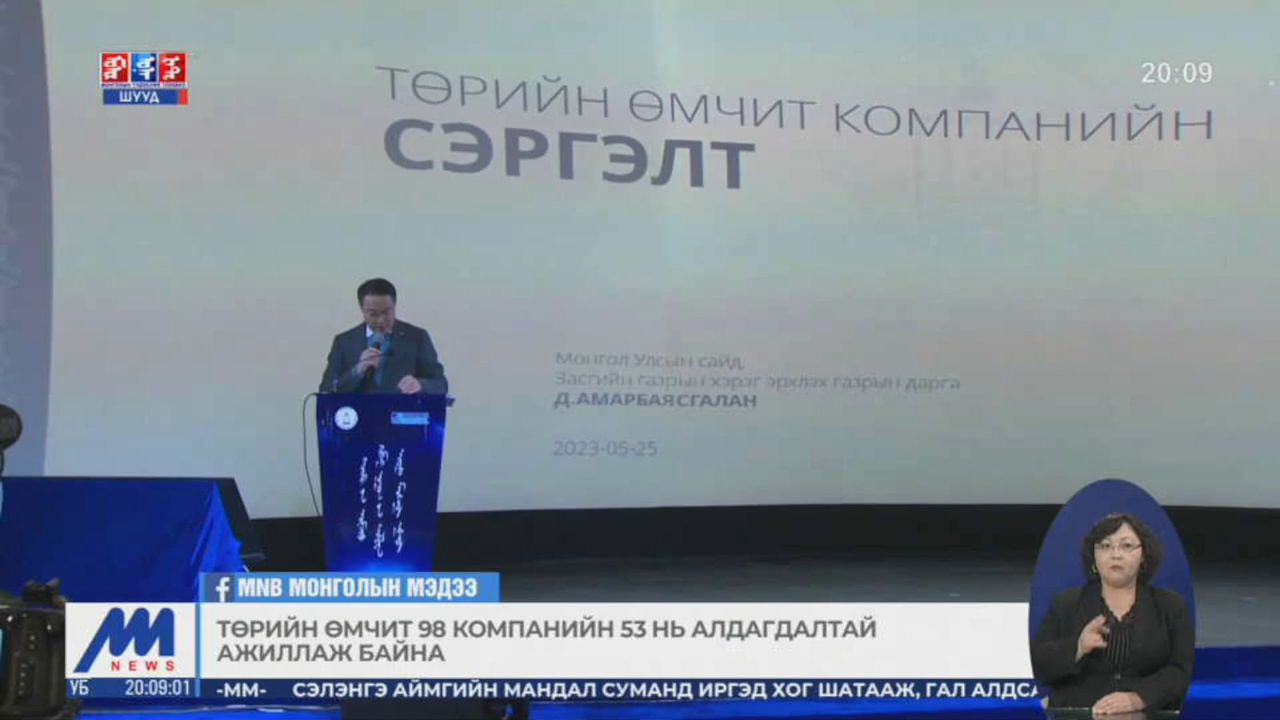 ШУУД
20:09
ТӨРИЙН ӨМЧИТ КОМПАНИЙН
СЭРГЭЛТ
Монгол Улсын сайд,
Засгийн газрын хэрэг эрхлэх газрын дарга
Д.АМАРБАЯСГАЛАН
2023-05-25
MNB МОНГОЛЫН МЭДЭЭ
ТӨРИЙН ӨМЧИТ 98 КОМПАНИЙН 53 НЬ АЛДАГДАЛТАЙ
АЖИЛЛАЖ БАЙНА
NEWS
УБ 20:09:01 -ММ- СЭЛЭНГЭ АЙМГИЙН МАНДАЛ СУМАНД ИРГЭД ХОГ ШАТААЖ, ГАЛ АЛДСА